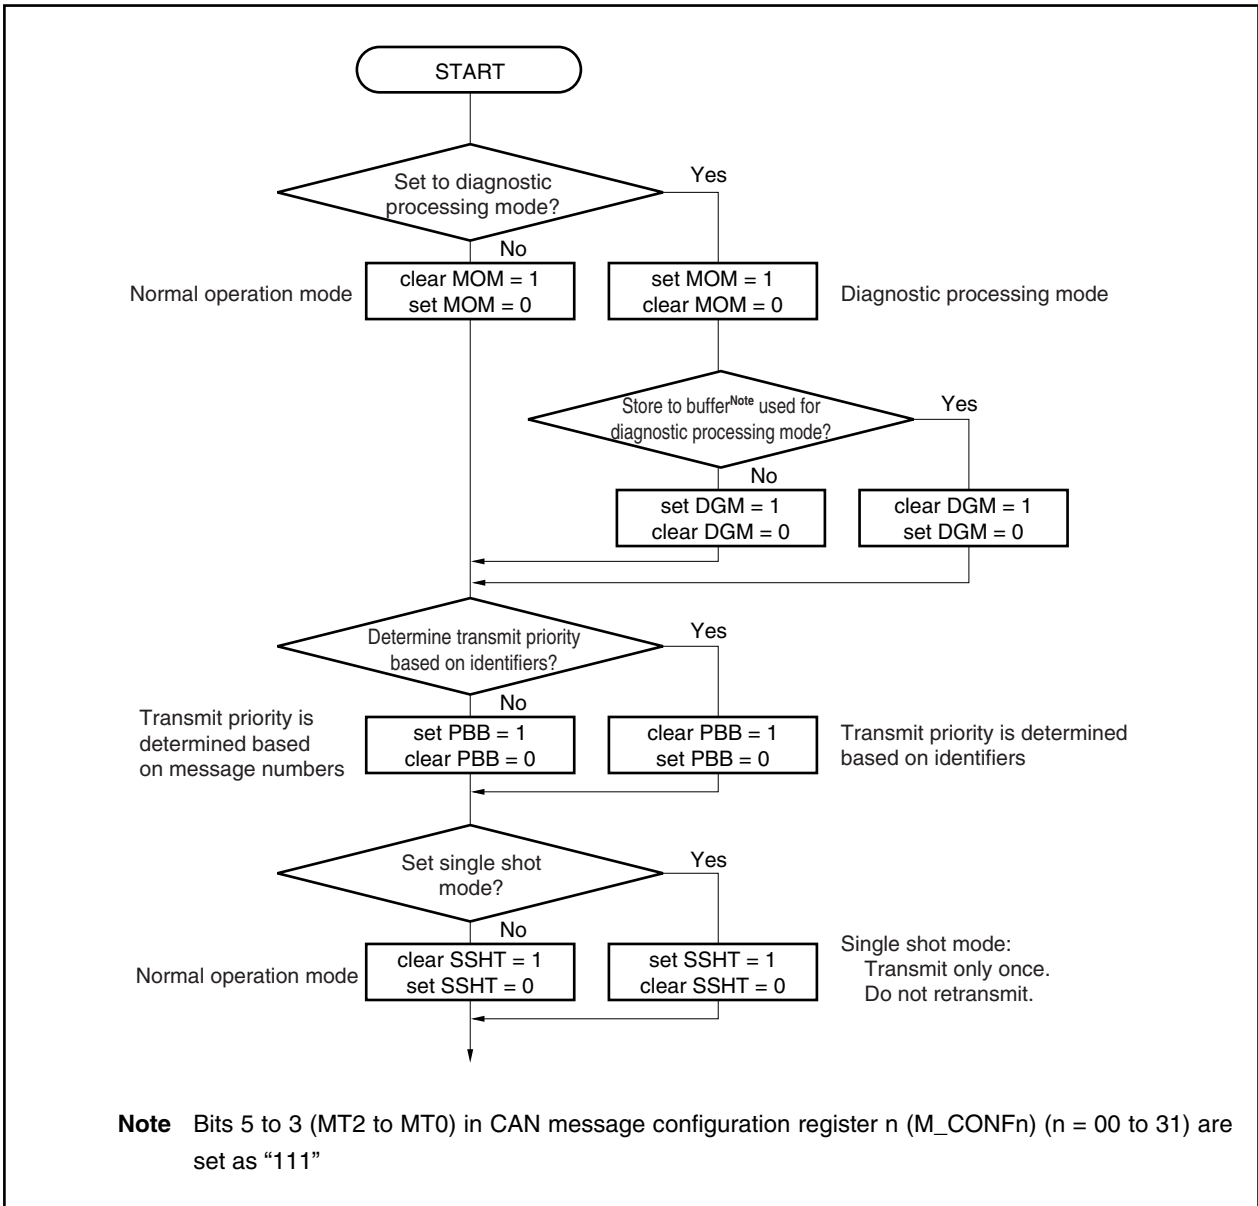 START
Set to diagnostic
processing mode?
Yes
No
Normal operation mode
clear MOM = 1
set MOM = 0
set MOM = 1
clear MOM = 0
Diagnostic processing mode
Store to bufferNote used for
diagnostic processing mode?
Yes
No
set DGM = 1
clear DGM = 0
clear DGM = 1
set DGM = 0
Determine transmit priority
based on identifiers?
Yes
No
Transmit priority is
determined based
on message numbers
set PBB = 1
clear PBB = 0
clear PBB = 1
set PBB = 0
Transmit priority is determined
based on identifiers
Set single shot
mode?
Yes
No
Normal operation mode
clear SSHT = 1
set SSHT = 0
set SSHT = 1
clear SSHT = 0
Single shot mode:
Transmit only once.
Do not retransmit.
Note Bits 5 to 3 (MT2 to MT0) in CAN message configuration register n (M_CONFn) (n = 00 to 31) are
set as “111”